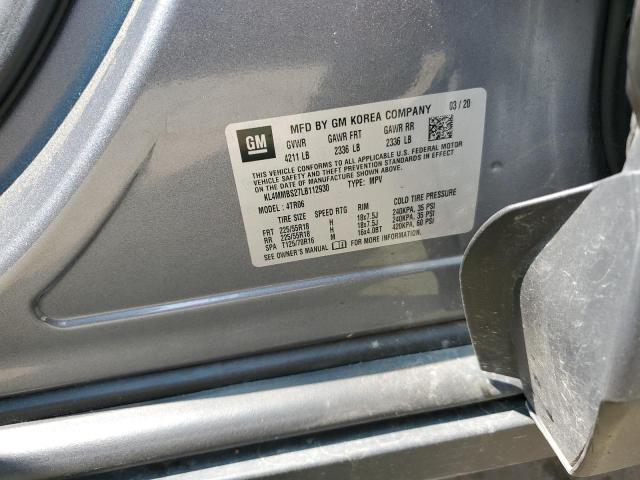 MFD BY GM KOREA COMPANY 03 / 20
GM
GVWR GAWR FRT GAWR RR
4211 LB 2336 LB 2336 LB
THIS VEHICLE CONFORMS TO ALL APPLICABLE U.S. FEDERAL MOTOR
VEHICLE SAFETY AND THEFT PREVENTION STANDARDS IN EFFECT
ON THE DATE OF MANUFACTURE SHOWN ABOVE.
KL4MMBS27LB112930 TYPE: MPV
MODEL: 4TR06
TIRE SIZE SPEED RTG RIM COLD TIRE PRESSURE
FRT 225/55R18 H 18x7.5J 240KPA, 35 PSI
RR 225/55R18 H 18x7.5J 240KPA, 35 PSI
SPA T125/70R16 M 16x4.0BT 420KPA, 60 PSI
SEE OWNER'S MANUAL FOR MORE INFORMATION.